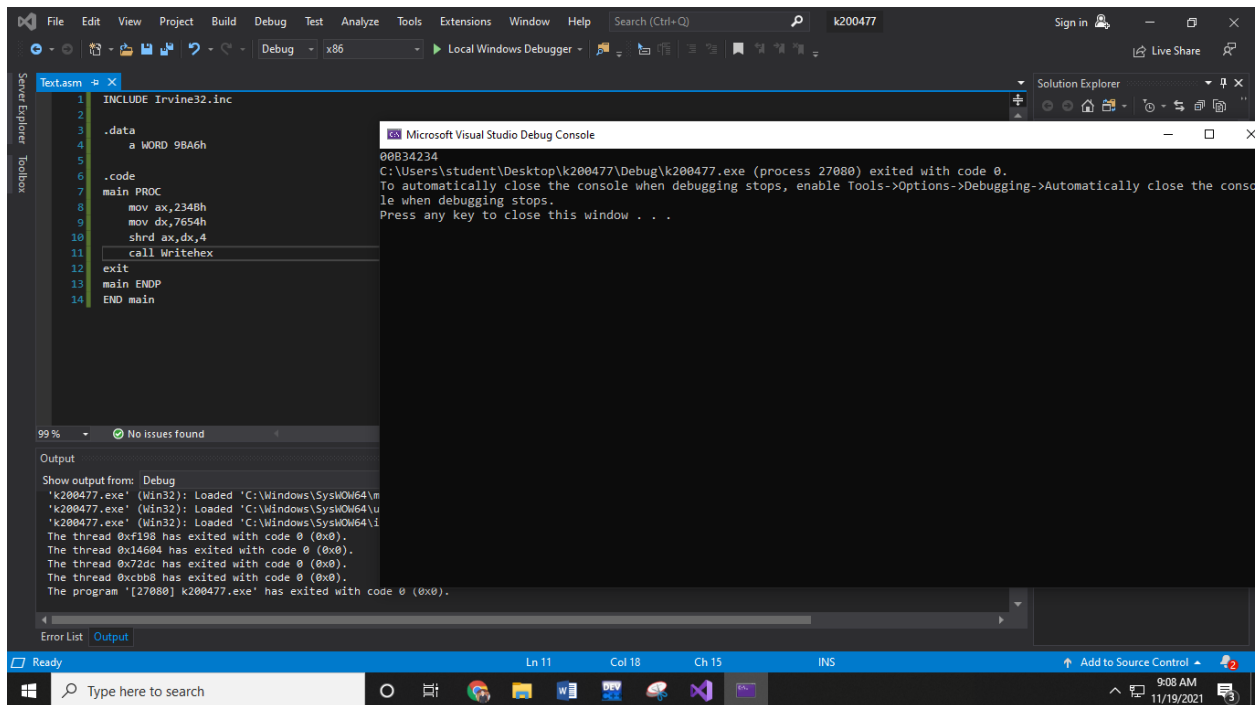 File Edit View Project Build Debug Test Analyze Tools Extensions Window Help Search (Ctrl+Q) k200477 Sign in
Debug x86 Local Windows Debugger Live Share
Server Explorer
Toolbox
Text.asm
Solution Explorer
1 INCLUDE Irvine32.inc
2
3 .data
4 a WORD 9BA6h
5
6 .code
7 main PROC
8 mov ax,234Bh
9 mov dx,7654h
10 shrd ax,dx,4
11 call Writehex
12 exit
13 main ENDP
14 END main
Microsoft Visual Studio Debug Console
00B34234
C:\Users\student\Desktop\k200477\Debug\k200477.exe (process 27080) exited with code 0.
To automatically close the console when debugging stops, enable Tools->Options->Debugging->Automatically close the conso
le when debugging stops.
Press any key to close this window . . .
99 % No issues found
Output
Show output from: Debug
'k200477.exe' (Win32): Loaded 'C:\Windows\SysWOW64\m
'k200477.exe' (Win32): Loaded 'C:\Windows\SysWOW64\u
'k200477.exe' (Win32): Loaded 'C:\Windows\SysWOW64\i
The thread 0xf198 has exited with code 0 (0x0).
The thread 0x14604 has exited with code 0 (0x0).
The thread 0x72dc has exited with code 0 (0x0).
The thread 0xcbb8 has exited with code 0 (0x0).
The program '[27080] k200477.exe' has exited with code 0 (0x0).
Error List Output
Ready Ln 11 Col 18 Ch 15 INS Add to Source Control 2
Type here to search DEV 9:08 AM
11/19/2021 3